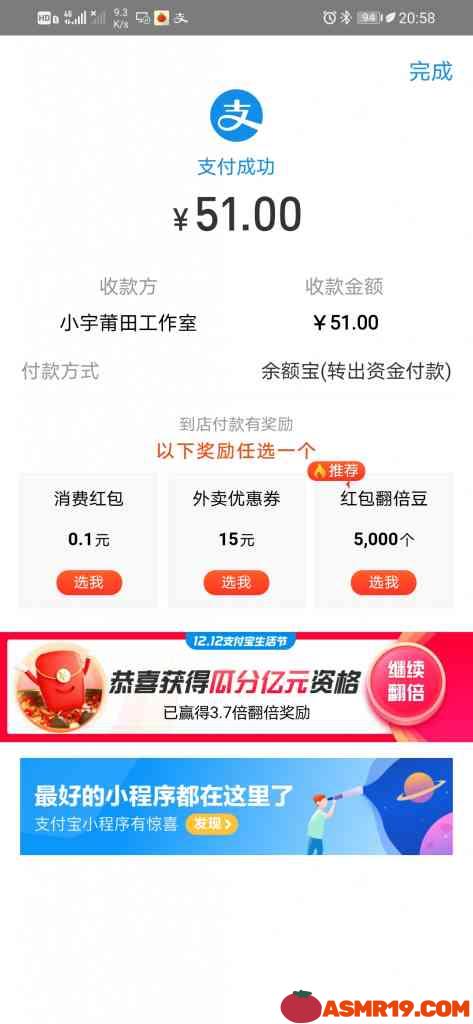 HD 4G 9.3 K/s 94 20:58
完成
支
支付成功
¥51.00
收款方 收款金额
小宇莆田工作室 ¥51.00
付款方式 余额宝(转出资金付款)
到店付款有奖励
以下奖励任选一个
推荐
消费红包 外卖优惠券 红包翻倍豆
0.1元 15元 5,000个
选我 选我 选我
12.12支付宝生活节
恭喜获得瓜分亿元资格
已赢得3.7倍翻倍奖励
继续
翻倍
最好的小程序都在这里了
支付宝小程序有惊喜 发现
ASMR19.COM